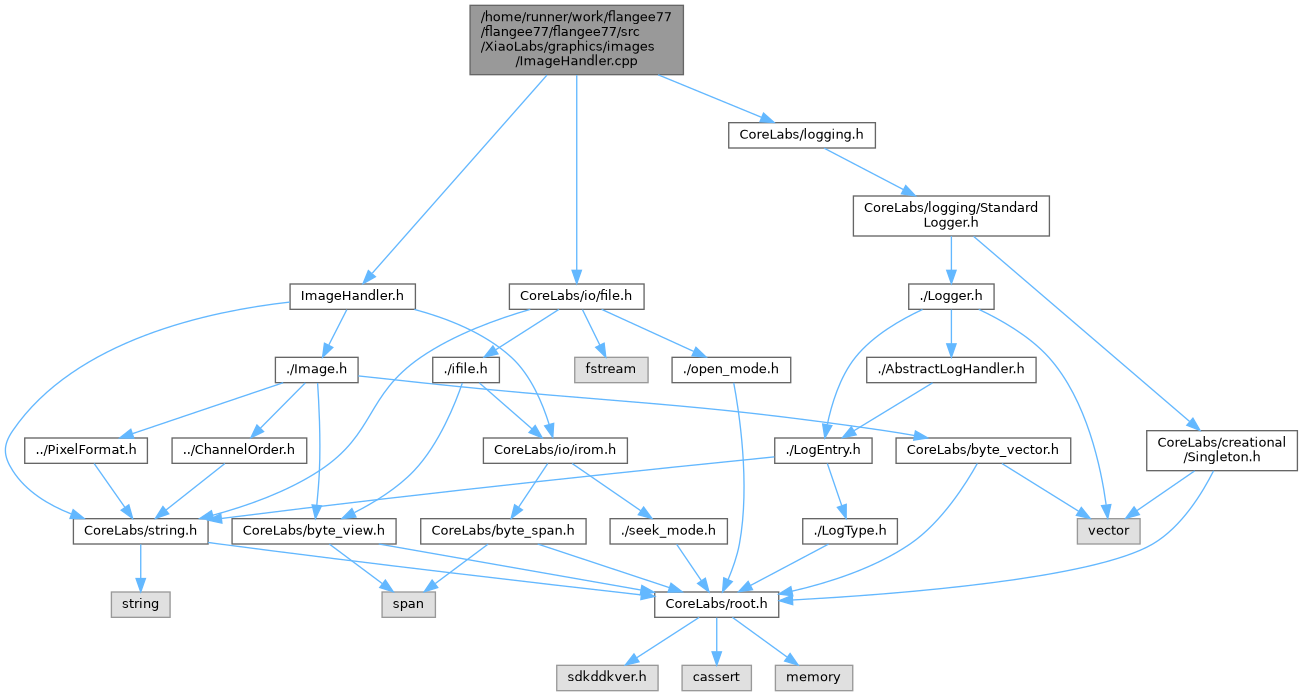 /home/runner/work/flangee77
/flangee77/flangee77/src
/XiaoLabs/graphics/images
/ImageHandler.cpp
CoreLabs/logging.h
CoreLabs/logging/Standard
Logger.h
ImageHandler.h
CoreLabs/io/file.h
./Logger.h
./Image.h
./ifile.h
fstream
./open_mode.h
./AbstractLogHandler.h
../PixelFormat.h
../ChannelOrder.h
CoreLabs/io/irom.h
./LogEntry.h
CoreLabs/byte_vector.h
CoreLabs/creational
/Singleton.h
CoreLabs/string.h
CoreLabs/byte_view.h
CoreLabs/byte_span.h
./seek_mode.h
./LogType.h
vector
string
span
CoreLabs/root.h
sdkddkver.h
cassert
memory